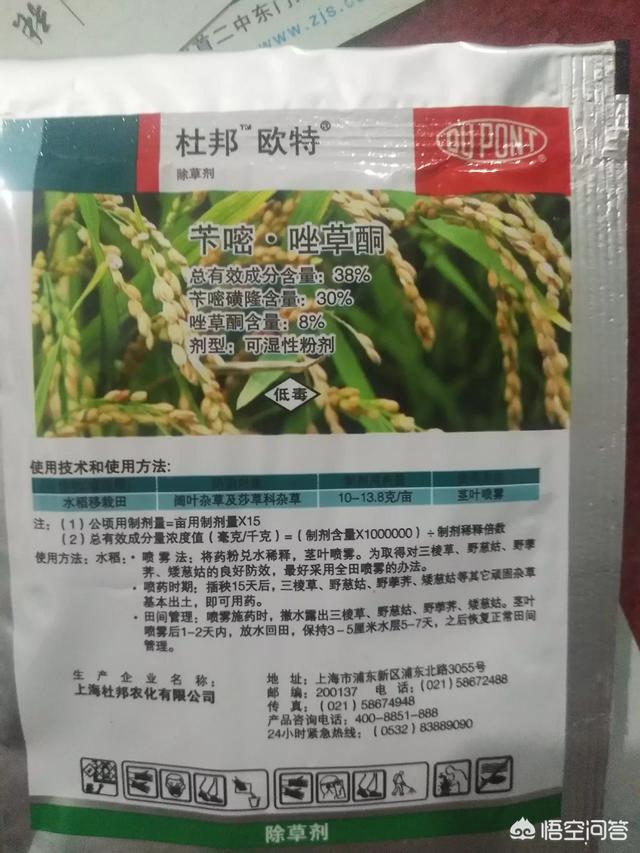 首二中东门
www.zjs.c
杜邦™欧特®
除草剂
DU PONT®
苄嘧·唑草酮
总有效成分含量：38%
苄嘧磺隆含量：30%
唑草酮含量：8%
剂型：可湿性粉剂
低毒
使用技术和使用方法:
水稻移栽田 阔叶杂草及莎草科杂草 10-13.8克/亩 茎叶喷雾
注：（1）公顷用制剂量=亩用制剂量X15
（2）总有效成分量浓度值（毫克/千克）=（制剂含量X1000000）÷制剂稀释倍数
使用方法：水稻：· 喷雾法：将药粉兑水稀释，茎叶喷雾。为取得对三棱草、野慈姑、野荸
荠、矮慈姑的良好防效，最好采用全田喷雾的办法。
· 喷药时期：插秧15天后，三棱草、野慈姑、野荸荠、矮慈姑等其它顽固杂草
基本出土，即可用药。
· 田间管理：喷雾施药时，撤水露出三棱草、野慈姑、野荸荠、矮慈姑。茎叶
喷雾后1-2天内，放水回田，保持3-5厘米水层5-7天，之后恢复正常田间
管理。
生产企业名称：
上海杜邦农化有限公司
地址：上海市浦东新区浦东北路3055号
邮编：200137 电话：(021) 58672488
传真：(021) 58674948
产品咨询电话：400-8851-888
24小时紧急热线：(0532) 83889090
除草剂
悟空问答